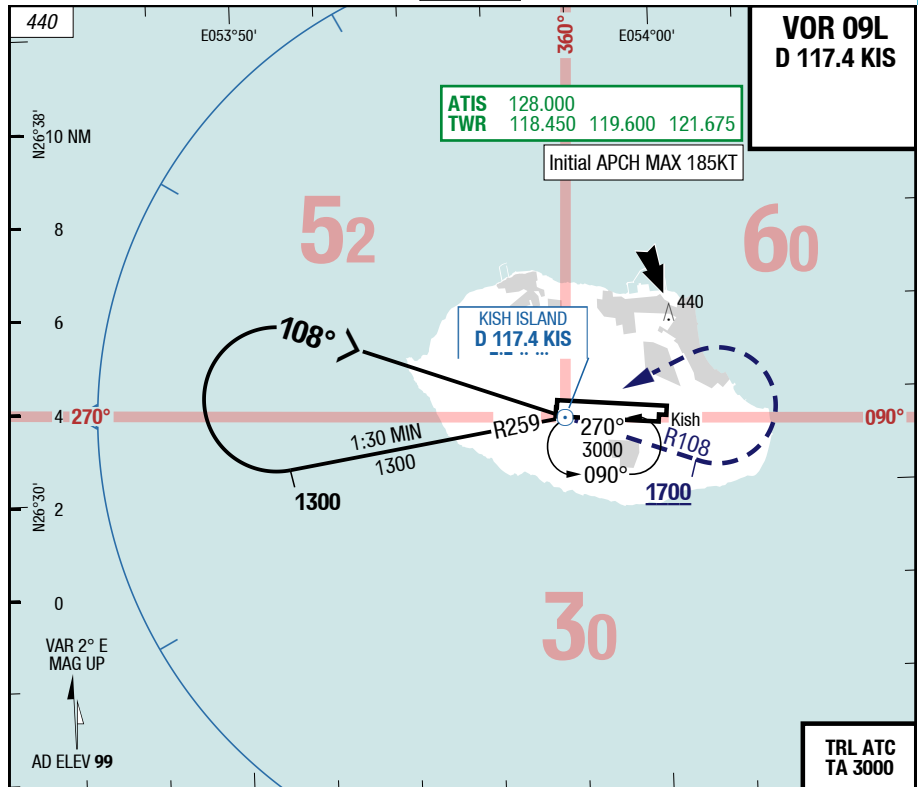 440
E053°50'
360°
E054°00'
VOR 09L
D 117.4 KIS
ATIS 128.000
TWR 118.450 119.600 121.675
Initial APCH MAX 185KT
N26°38'
10 NM
8
52
60
6
440
KISH ISLAND
D 117.4 KIS
108°
4
270°
090°
R259
1:30 MIN
1300
1300
270°
3000
090°
Kish
R108
1700
N26°30'
2
0
30
VAR 2° E
MAG UP
AD ELEV 99
TRL ATC
TA 3000